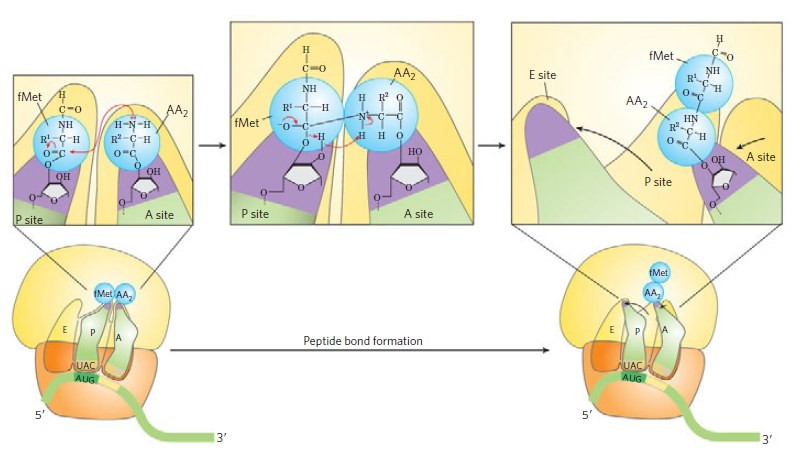 fMet
H
C=O
NH
R¹—C—H
O=C
O
OH
O
P site
AA₂
H—N—H
R²—C—H
O=C
O
OH
O
A site
H
C=O
NH
R¹—C—H
fMet
⁻O—C
O
H
O
O
P site
AA₂
H R² O
N—C—C
H H
O
HO
O
A site
E site
fMet
H
C=O
NH
R¹
C
H
O=C
AA₂
HN
R²
C
H
O=C
O
OH
O
P site
A site
fMet AA₂
E
P
A
UAC
AUG
5′
3′
Peptide bond formation
fMet
AA₂
E
P
A
UAC
AUG
5′
3′